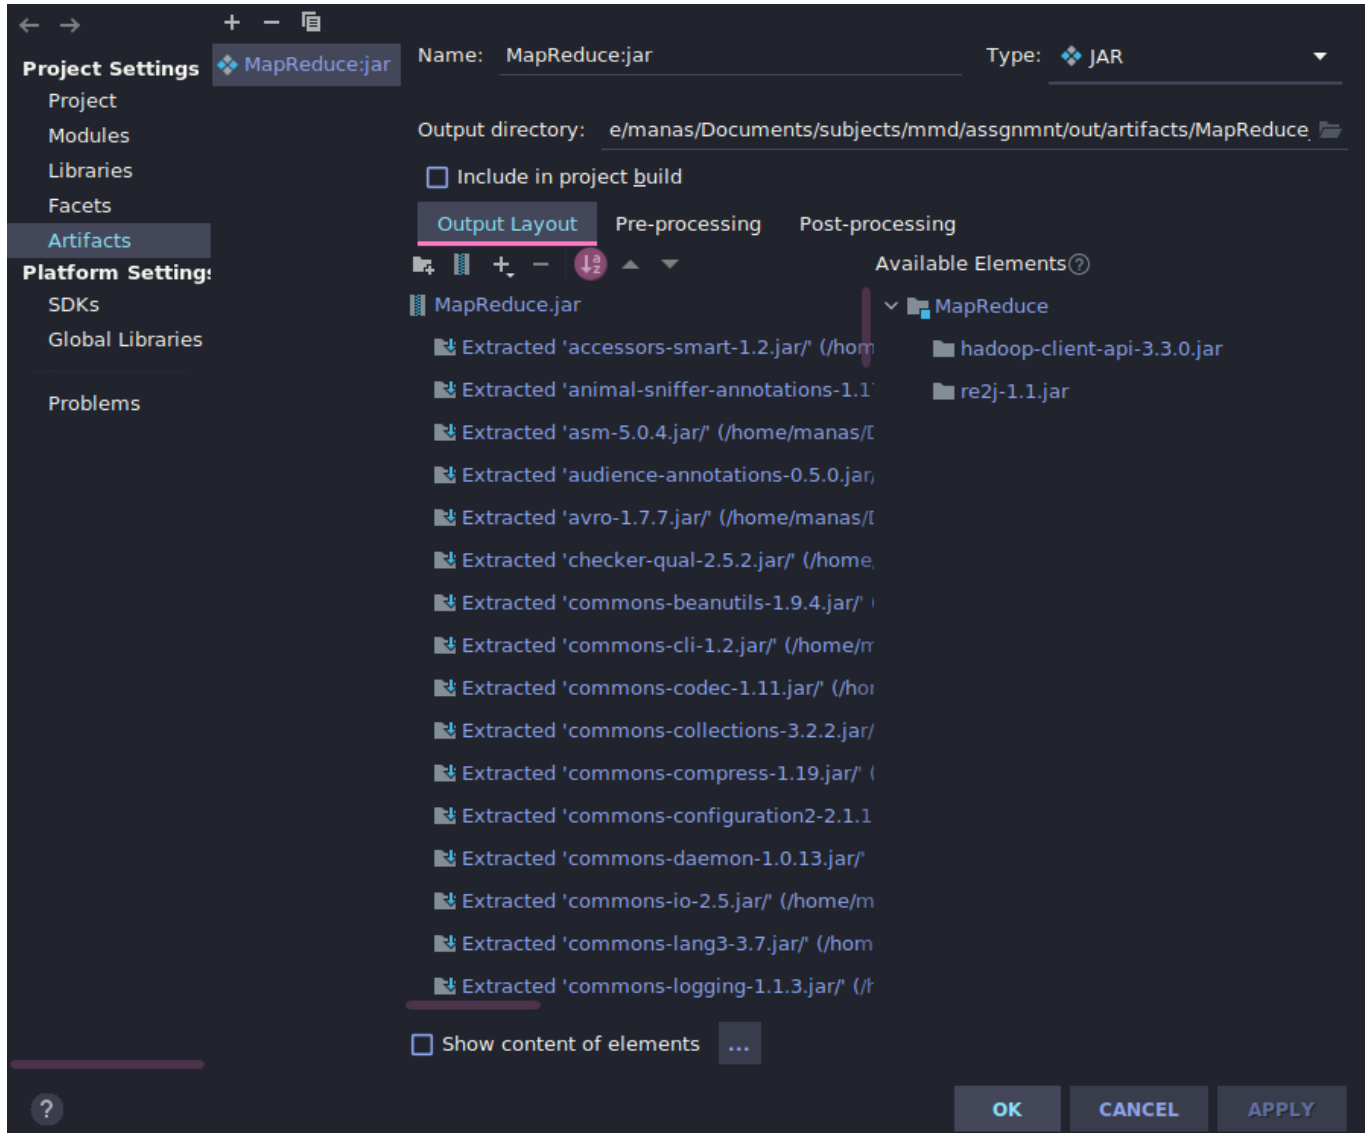 Project Settings
Project
Modules
Libraries
Facets
Artifacts
Platform Settings
SDKs
Global Libraries
Problems
MapReduce:jar
Name: MapReduce:jar
Type: JAR
Output directory: e/manas/Documents/subjects/mmd/assgnmnt/out/artifacts/MapReduce_
Include in project build
Output Layout Pre-processing Post-processing
Available Elements
MapReduce.jar
Extracted 'accessors-smart-1.2.jar/' (/hom
Extracted 'animal-sniffer-annotations-1.1
Extracted 'asm-5.0.4.jar/' (/home/manas/D
Extracted 'audience-annotations-0.5.0.jar/
Extracted 'avro-1.7.7.jar/' (/home/manas/D
Extracted 'checker-qual-2.5.2.jar/' (/home/
Extracted 'commons-beanutils-1.9.4.jar/' (
Extracted 'commons-cli-1.2.jar/' (/home/m
Extracted 'commons-codec-1.11.jar/' (/hor
Extracted 'commons-collections-3.2.2.jar/
Extracted 'commons-compress-1.19.jar/' (
Extracted 'commons-configuration2-2.1.1
Extracted 'commons-daemon-1.0.13.jar/'
Extracted 'commons-io-2.5.jar/' (/home/m
Extracted 'commons-lang3-3.7.jar/' (/hom
Extracted 'commons-logging-1.1.3.jar/' (/h
MapReduce
hadoop-client-api-3.3.0.jar
re2j-1.1.jar
Show content of elements ...
OK CANCEL APPLY